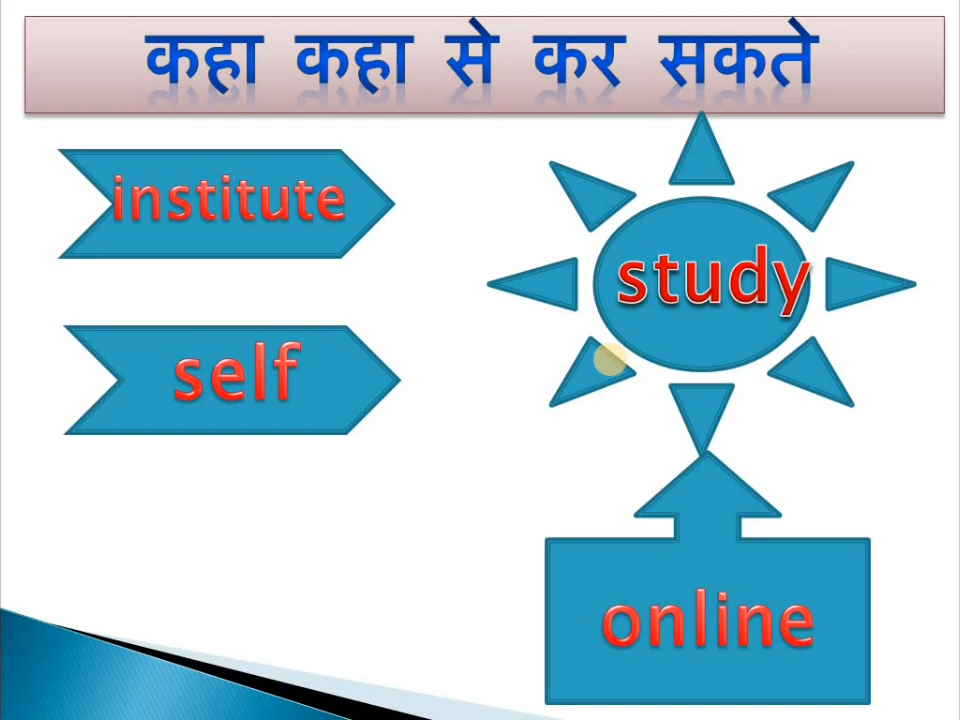 कहा कहा से कर सकते
institute
study
self
online